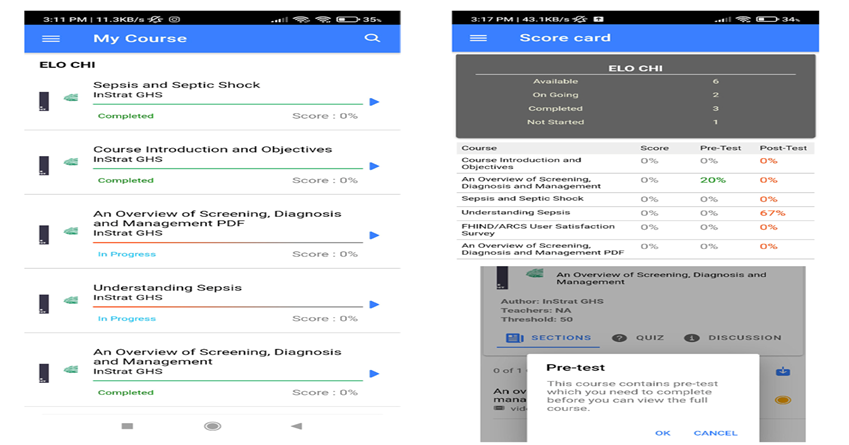 3:11 PM | 11.3KB/s
35%
My Course
ELO CHI
Sepsis and Septic Shock
InStrat GHS
Completed Score : 0%
Course Introduction and Objectives
InStrat GHS
Completed Score : 0%
An Overview of Screening, Diagnosis
and Management PDF
InStrat GHS
In Progress Score : 0%
Understanding Sepsis
InStrat GHS
In Progress Score : 0%
An Overview of Screening, Diagnosis
and Management
InStrat GHS
Completed Score : 0%
3:17 PM | 43.1KB/s
34%
Score card
ELO CHI
Available 6
On Going 2
Completed 3
Not Started 1
Course Score Pre-Test Post-Test
Course Introduction and
Objectives 0% 0% 0%
An Overview of Screening,
Diagnosis and Management 0% 20% 0%
Sepsis and Septic Shock 0% 0% 0%
Understanding Sepsis 0% 0% 67%
FHIND/ARCS User Satisfaction
Survey 0% 0% 0%
An Overview of Screening,
Diagnosis and Management PDF 0% 0% 0%
An Overview of Screening, Diagnosis and
Management
Author: InStrat GHS
Teachers: NA
Threshold: 50
SECTIONS QUIZ DISCUSSION
0 of 1
An ov
mana
vid
Pre-test
This course contains pre-test
which you need to complete
before you can view the full
course.
OK CANCEL